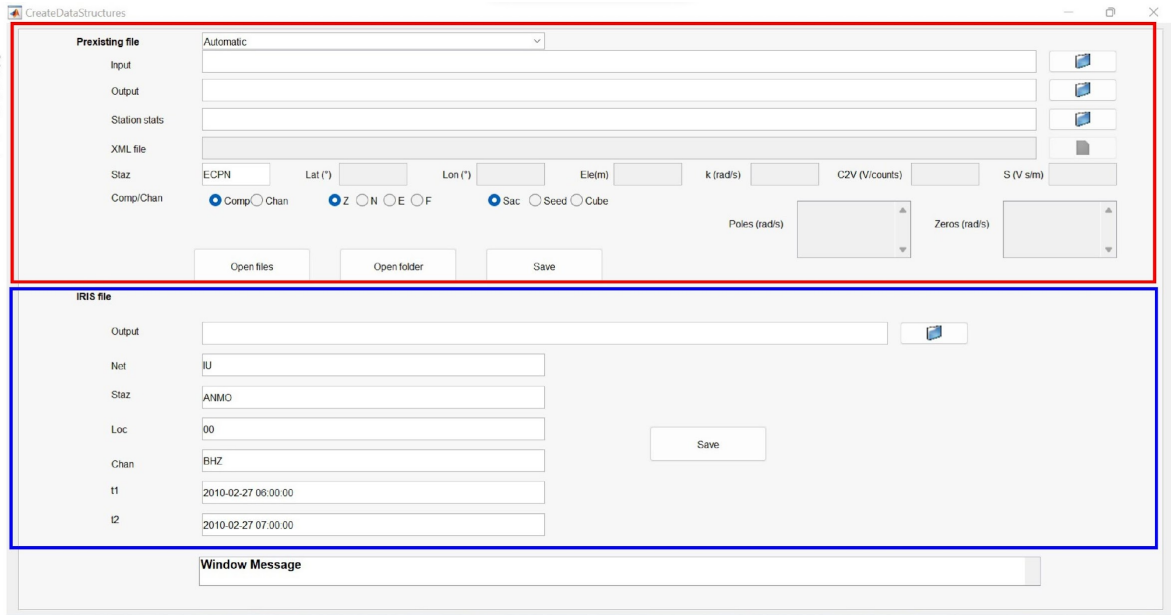 CreateDataStructures
Prexisting file Automatic
Input
Output
Station stats
XML file
Staz ECPN Lat (°) Lon (°) Ele(m) k (rad/s) C2V (V/counts) S (V s/m)
Comp/Chan Comp Chan Z N E F Sac Seed Cube
Poles (rad/s) Zeros (rad/s)
Open files Open folder Save
IRIS file
Output
Net IU
Staz ANMO
Loc 00
Save
Chan BHZ
t1 2010-02-27 06:00:00
t2 2010-02-27 07:00:00
Window Message